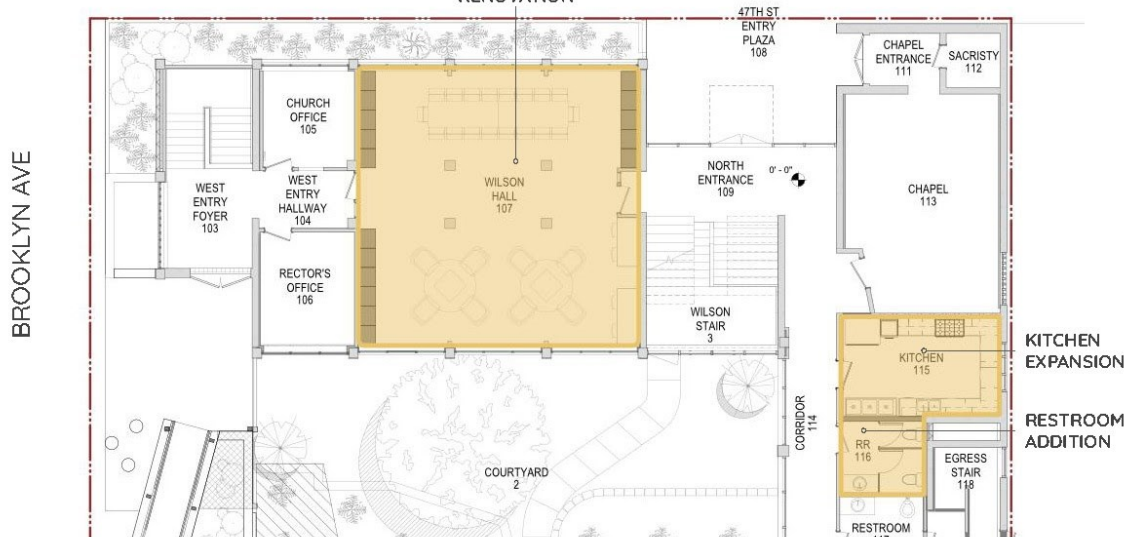 RENOVATION
47TH ST
ENTRY
PLAZA
108
CHAPEL
ENTRANCE
111
SACRISTY
112
CHURCH
OFFICE
105
WEST
ENTRY
FOYER
103
WEST
ENTRY
HALLWAY
104
WILSON
HALL
107
NORTH
ENTRANCE
109
0' - 0"
CHAPEL
113
BROOKLYN AVE
RECTOR'S
OFFICE
106
WILSON
STAIR
3
KITCHEN
115
KITCHEN
EXPANSION
CORRIDOR
114
RR
116
RESTROOM
ADDITION
COURTYARD
2
EGRESS
STAIR
118
RESTROOM